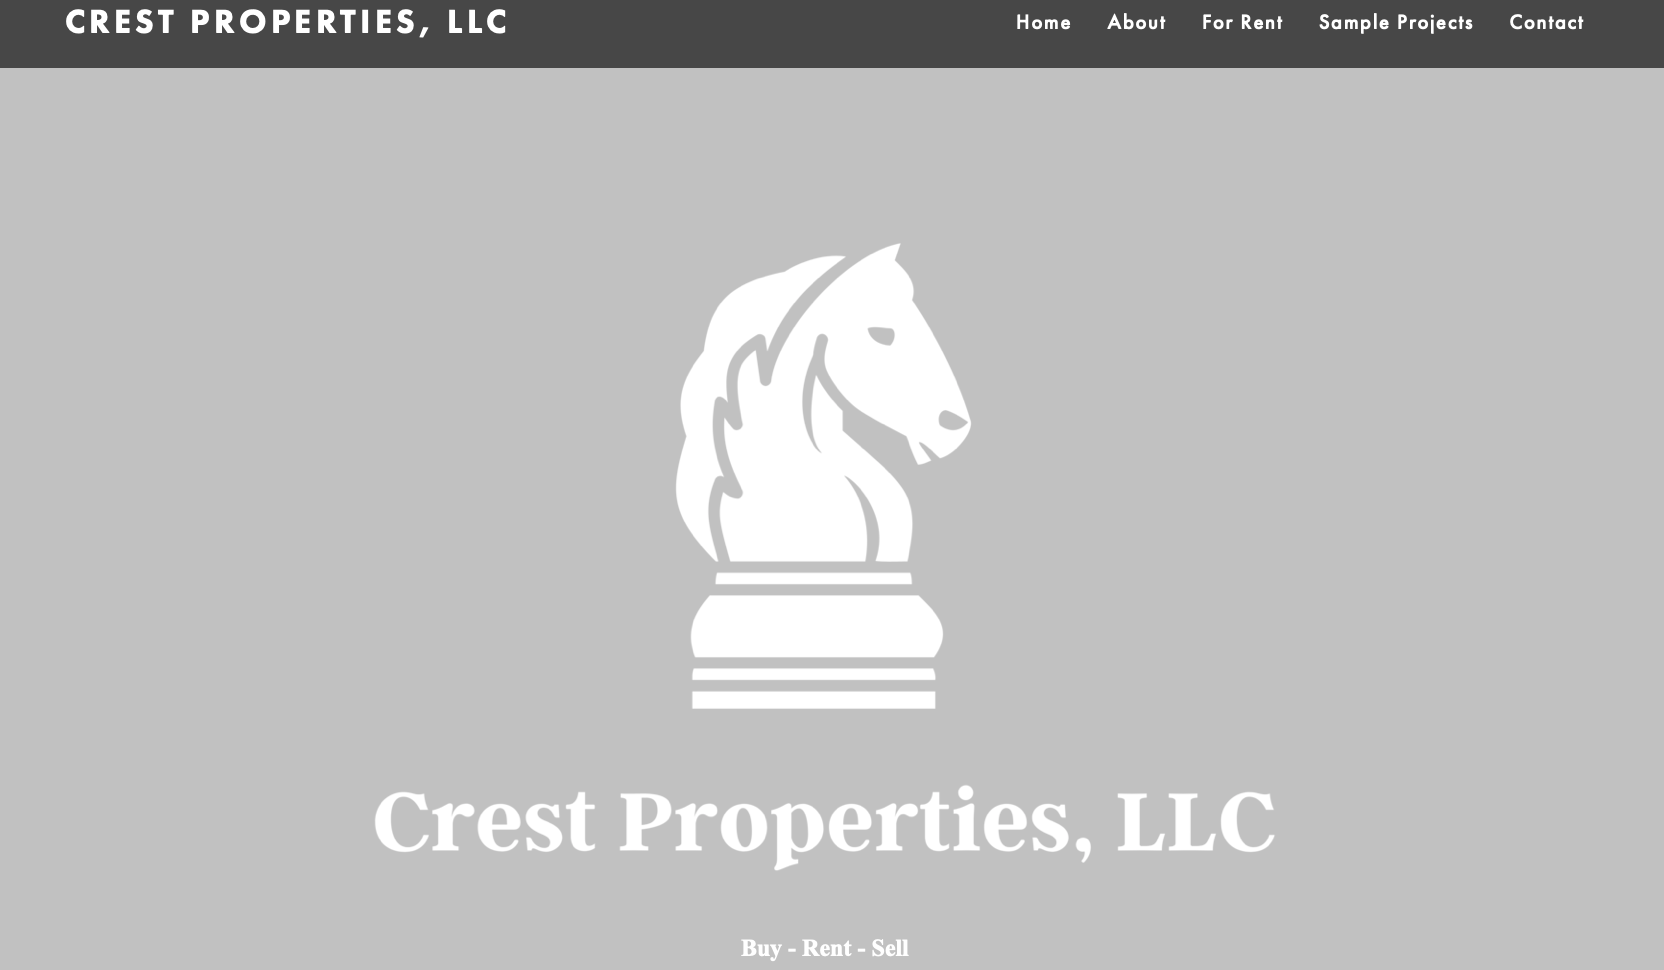 CREST PROPERTIES, LLC
Home About For Rent Sample Projects Contact
Crest Properties, LLC
Buy - Rent - Sell